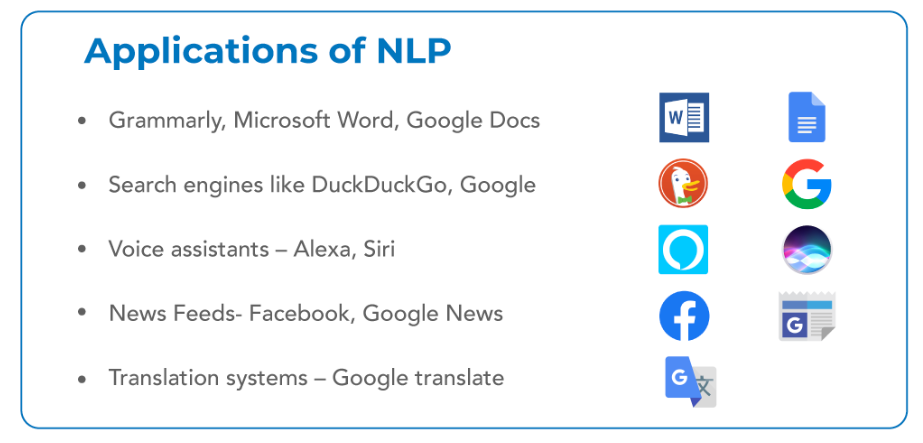 Applications of NLP
• Grammarly, Microsoft Word, Google Docs
• Search engines like DuckDuckGo, Google
• Voice assistants – Alexa, Siri
• News Feeds- Facebook, Google News
• Translation systems – Google translate
W
G
f
G
G 文